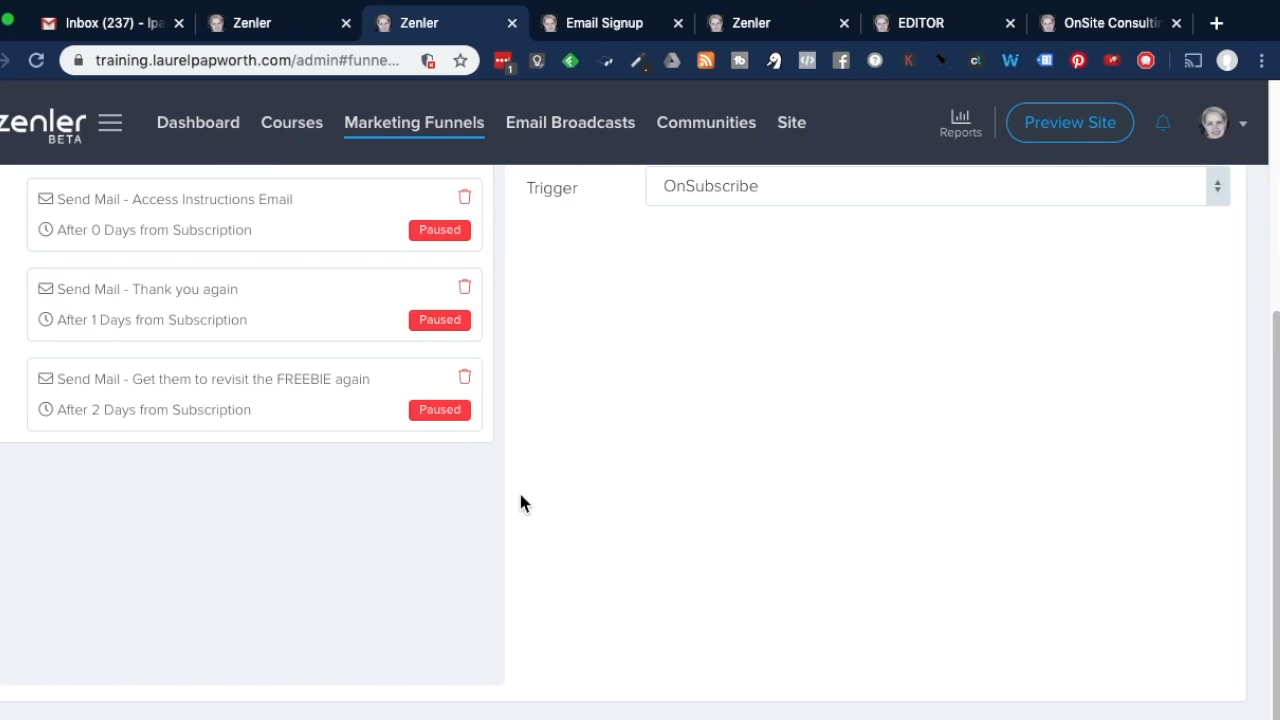 Inbox (237) - lpa
Zenler
Zenler
Email Signup
Zenler
EDITOR
OnSite Consultin
training.laurelpapworth.com/admin#funne...
zenler
BETA
Dashboard
Courses
Marketing Funnels
Email Broadcasts
Communities
Site
Reports
Preview Site
Send Mail - Access Instructions Email
After 0 Days from Subscription
Paused
Send Mail - Thank you again
After 1 Days from Subscription
Paused
Send Mail - Get them to revisit the FREEBIE again
After 2 Days from Subscription
Paused
Trigger
OnSubscribe